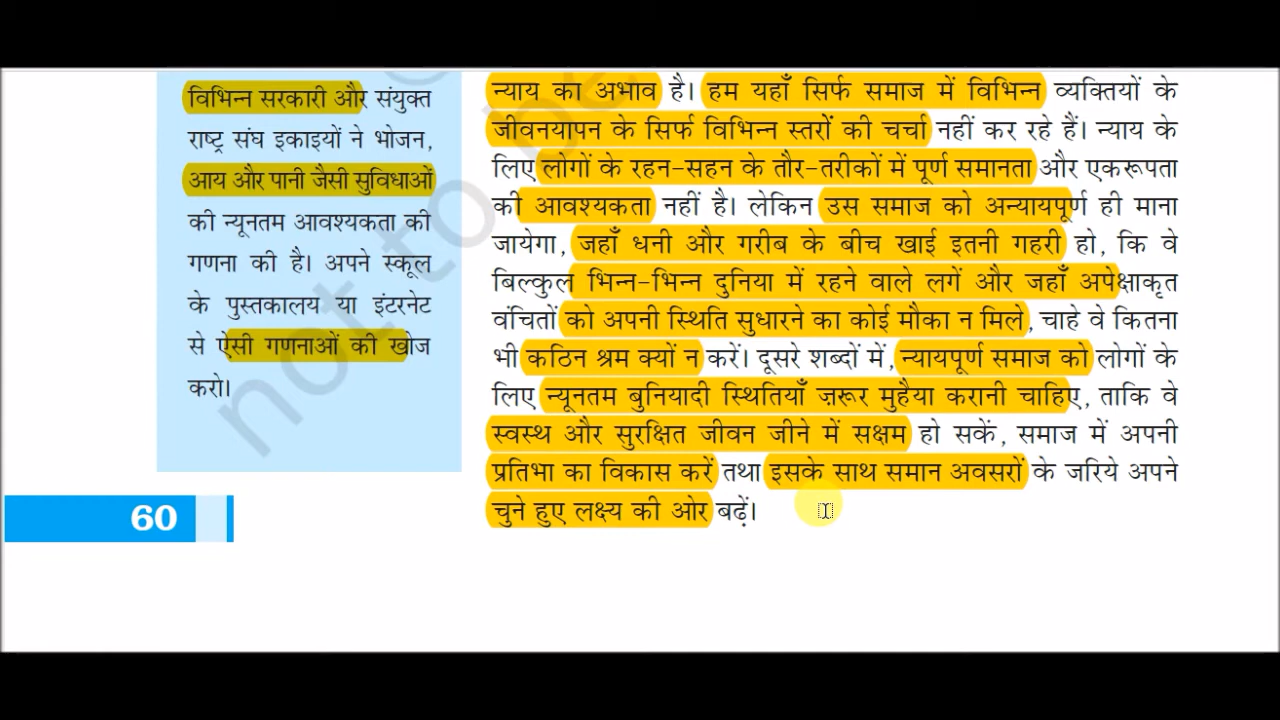 विभिन्न सरकारी और संयुक्त
राष्ट्र संघ इकाइयों ने भोजन,
आय और पानी जैसी सुविधाओं
की न्यूनतम आवश्यकता की
गणना की है। अपने स्कूल
के पुस्तकालय या इंटरनेट
से ऐसी गणनाओं की खोज
करो।
60
न्याय का अभाव है। हम यहाँ सिर्फ समाज में विभिन्न व्यक्तियों के
जीवनयापन के सिर्फ विभिन्न स्तरों की चर्चा नहीं कर रहे हैं। न्याय के
लिए लोगों के रहन-सहन के तौर-तरीकों में पूर्ण समानता और एकरूपता
की आवश्यकता नहीं है। लेकिन उस समाज को अन्यायपूर्ण ही माना
जायेगा, जहाँ धनी और गरीब के बीच खाई इतनी गहरी हो, कि वे
बिल्कुल भिन्न-भिन्न दुनिया में रहने वाले लगें और जहाँ अपेक्षाकृत
वंचितों को अपनी स्थिति सुधारने का कोई मौका न मिले, चाहे वे कितना
भी कठिन श्रम क्यों न करें। दूसरे शब्दों में, न्यायपूर्ण समाज को लोगों के
लिए न्यूनतम बुनियादी स्थितियाँ ज़रूर मुहैया करानी चाहिए, ताकि वे
स्वस्थ और सुरक्षित जीवन जीने में सक्षम हो सकें, समाज में अपनी
प्रतिभा का विकास करें तथा इसके साथ समान अवसरों के जरिये अपने
चुने हुए लक्ष्य की ओर बढ़ें।
not to be